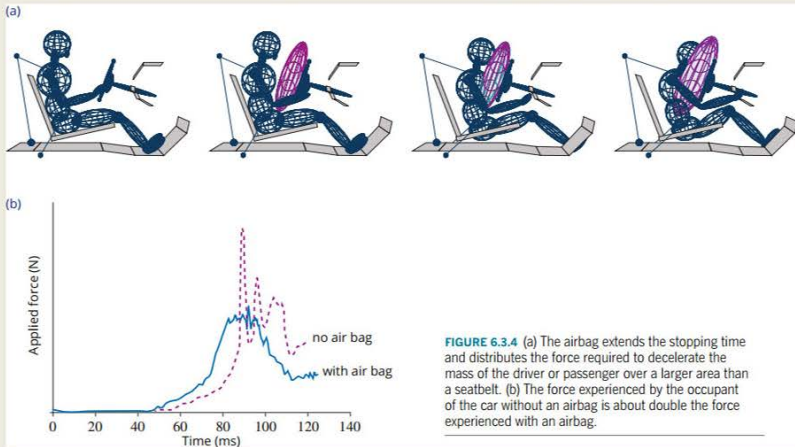 (a)
(b)
Applied force (N)
no air bag
with air bag
0 20 40 60 80 100 120 140
Time (ms)
FIGURE 6.3.4 (a) The airbag extends the stopping time
and distributes the force required to decelerate the
mass of the driver or passenger over a larger area than
a seatbelt. (b) The force experienced by the occupant
of the car without an airbag is about double the force
experienced with an airbag.